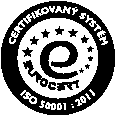 CERTIFIKOVANÝ SYSTÉM
e
EUROCERT
ISO 50001 : 2011